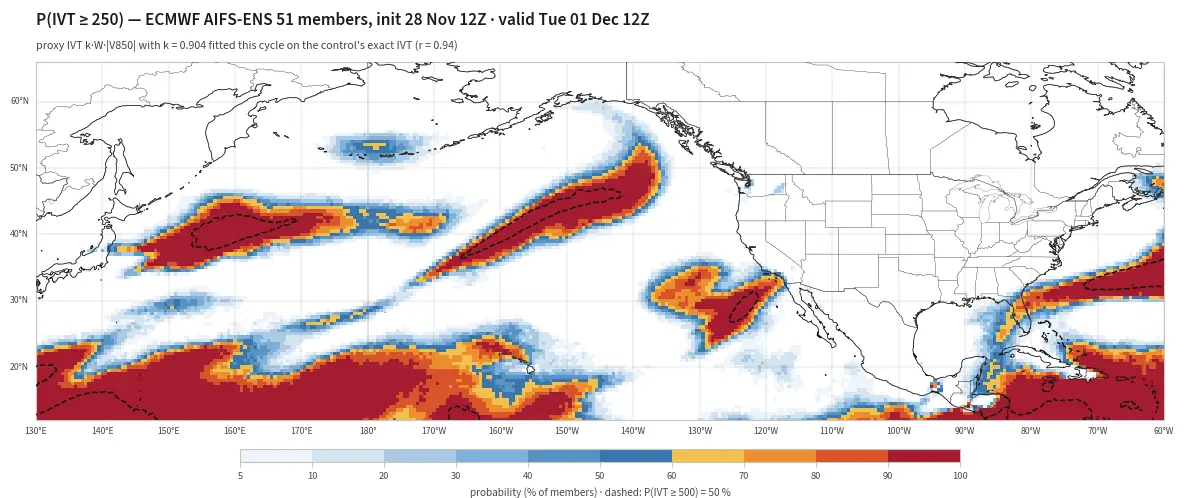 P(IVT ≥ 250) — ECMWF AIFS-ENS 51 members, init 28 Nov 12Z · valid Tue 01 Dec 12Z
proxy IVT k·W·|V850| with k = 0.904 fitted this cycle on the control's exact IVT (r = 0.94)
60°N
50°N
40°N
30°N
20°N
130°E 140°E 150°E 160°E 170°E 180° 170°W 160°W 150°W 140°W 130°W 120°W 110°W 100°W 90°W 80°W 70°W 60°W
5 10 20 30 40 50 60 70 80 90 100
probability (% of members) · dashed: P(IVT ≥ 500) = 50 %